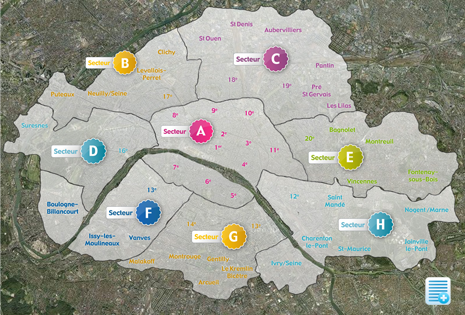 St Denis
Aubervilliers
St Ouen
Clichy
Secteur B
Secteur C
Levallois-
Perret
Pantin
18e
19e
Pré
St Gervais
Puteaux
Neuilly/Seine
17e
Les Lilas
8e
9e
10e
Suresnes
Secteur A
2e
20e
Bagnolet
3e
Montreuil
Secteur D
16e
1er
11e
Secteur E
4e
7e
Fontenay
sous-Bois
6e
Vincennes
13e
5e
12e
Saint
Mandé
Boulogne-
Billancourt
Secteur F
Nogent/Marne
14e
Secteur H
Issy-les-
Moulineaux
Vanves
Secteur G
Charenton
le-Pont
St-Maurice
Joinville
le-Pont
Malakoff
Montrouge
Gentilly
Ivry/Seine
Le Kremlin
Arcueil